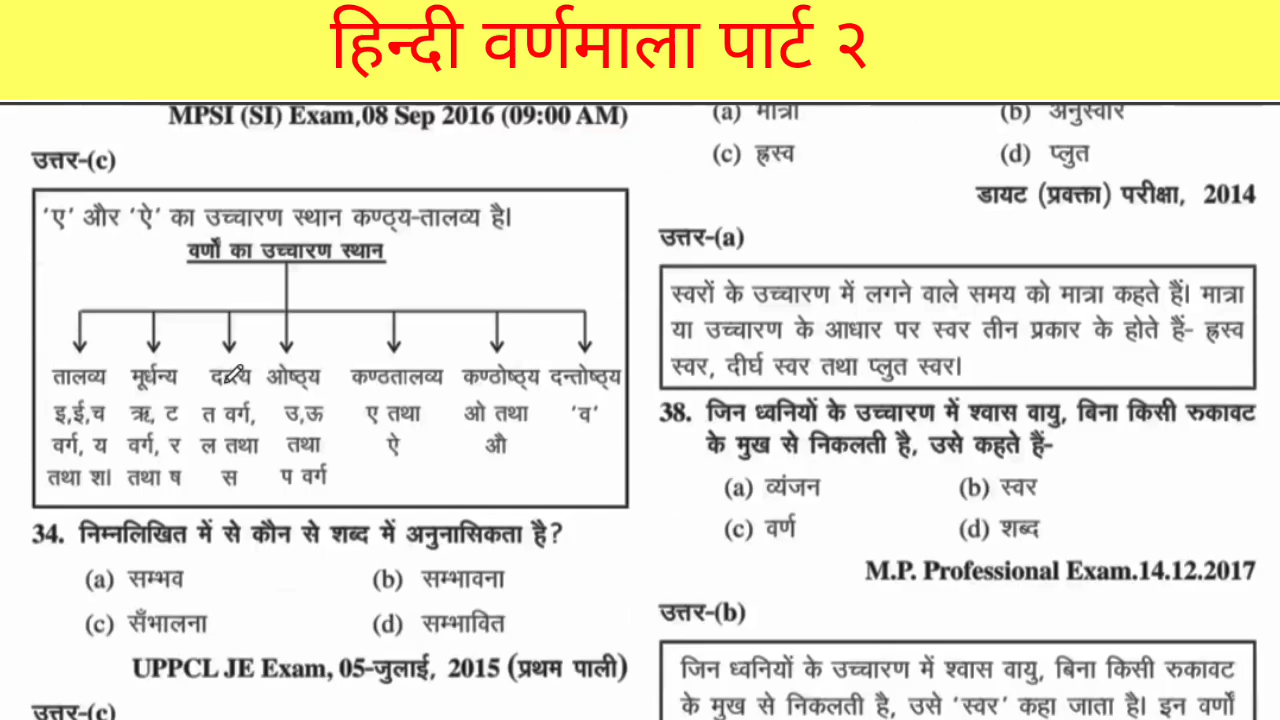 हिन्दी वर्णमाला पार्ट २
MPSI (SI) Exam,08 Sep 2016 (09:00 AM)
उत्तर-(c)
'ए' और 'ऐ' का उच्चारण स्थान कण्ठ्य-तालव्य है।
वर्णों का उच्चारण स्थान
तालव्य मूर्धन्य ओष्ठ्य कण्ठतालव्य कण्ठोष्ठ्य दन्तोष्ठ्य
इ,ई,च ऋ, ट त वर्ग, उ,ऊ ए तथा ओ तथा 'व'
वर्ग, य वर्ग, र ल तथा तथा ऐ औ
तथा श। तथा ष स प वर्ग
34. निम्नलिखित में से कौन से शब्द में अनुनासिकता है?
(a) सम्भव (b) सम्भावना
(c) सँभालना (d) सम्भावित
UPPCL JE Exam, 05-जुलाई, 2015 (प्रथम पाली)
उत्तर-(c)
(a) मात्रा (b) अनुस्वार
(c) ह्रस्व (d) प्लुत
डायट (प्रवक्ता) परीक्षा, 2014
उत्तर-(a)
स्वरों के उच्चारण में लगने वाले समय को मात्रा कहते हैं। मात्रा
या उच्चारण के आधार पर स्वर तीन प्रकार के होते हैं- ह्रस्व
स्वर, दीर्घ स्वर तथा प्लुत स्वर।
38. जिन ध्वनियों के उच्चारण में श्वास वायु, बिना किसी रुकावट
के मुख से निकलती है, उसे कहते हैं-
(a) व्यंजन (b) स्वर
(c) वर्ण (d) शब्द
M.P. Professional Exam.14.12.2017
उत्तर-(b)
जिन ध्वनियों के उच्चारण में श्वास वायु, बिना किसी रुकावट
के मुख से निकलती है, उसे 'स्वर' कहा जाता है। इन वर्णों